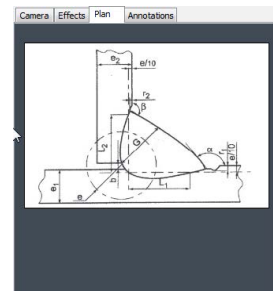 Camera Effects Plan Annotations
e₂ e/10
r₂
β
L₂ G
α r₁ e/10
b
e₁ a L₁